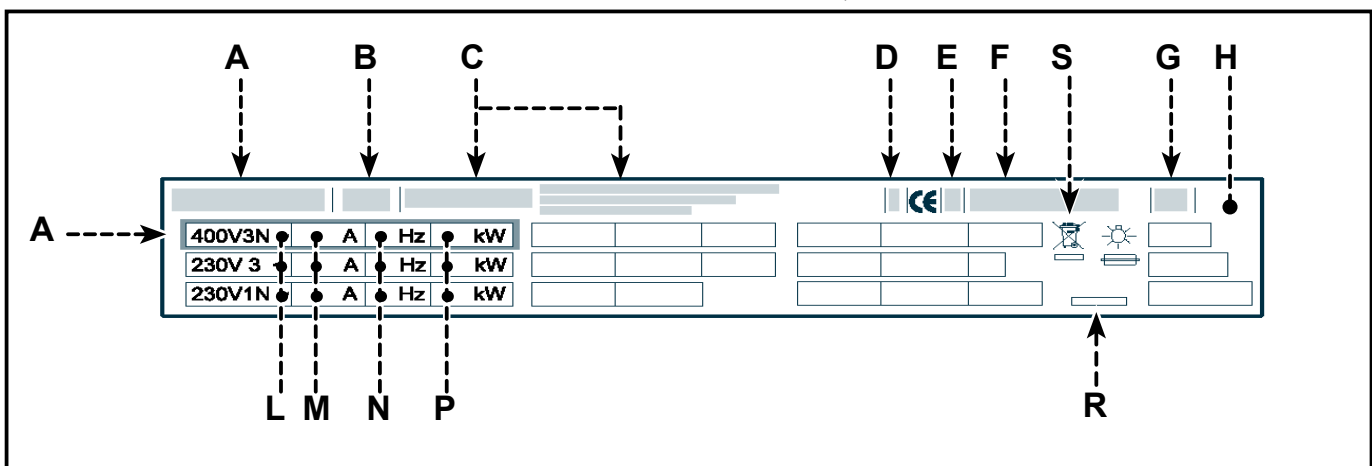 A B C D E F S G H
CE
A
400V3N A Hz kW
230V 3 A Hz kW
230V1N A Hz kW
L M N P R